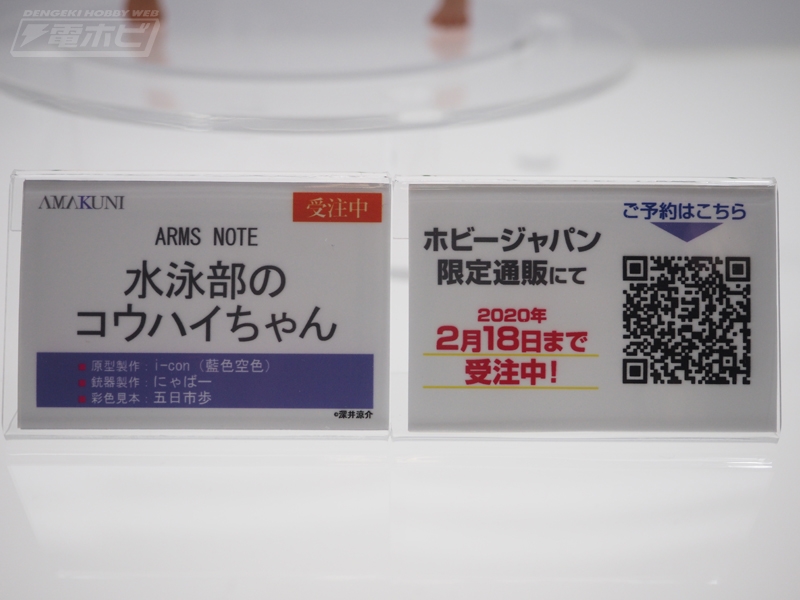 DENGEKI HOBBY WEB
電ホビ
AMAKUNI
受注中
ARMS NOTE
水泳部の
コウハイちゃん
原型製作：i-con（藍色空色）
銃器製作：にゃばー
彩色見本：五日市歩
©深井涼介
ご予約はこちら
ホビージャパン
限定通販にて
2020年
2月18日まで
受注中！